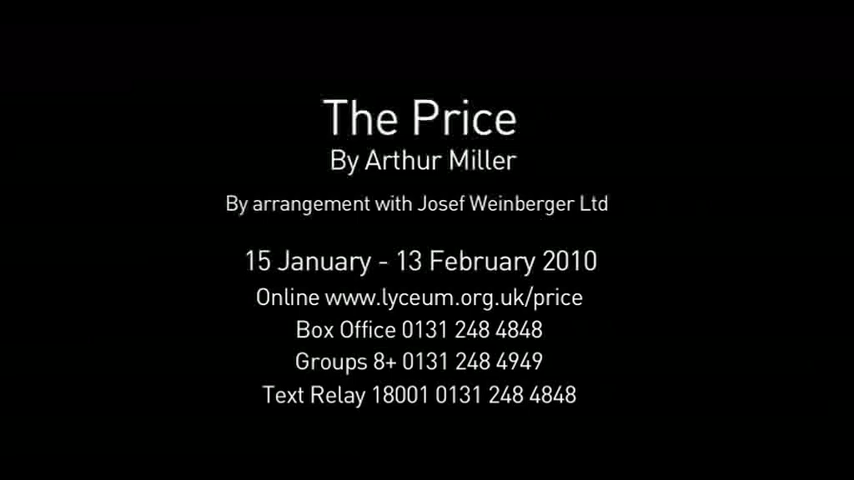 The Price
By Arthur Miller
By arrangement with Josef Weinberger Ltd
15 January - 13 February 2010
Online www.lyceum.org.uk/price
Box Office 0131 248 4848
Groups 8+ 0131 248 4949
Text Relay 18001 0131 248 4848